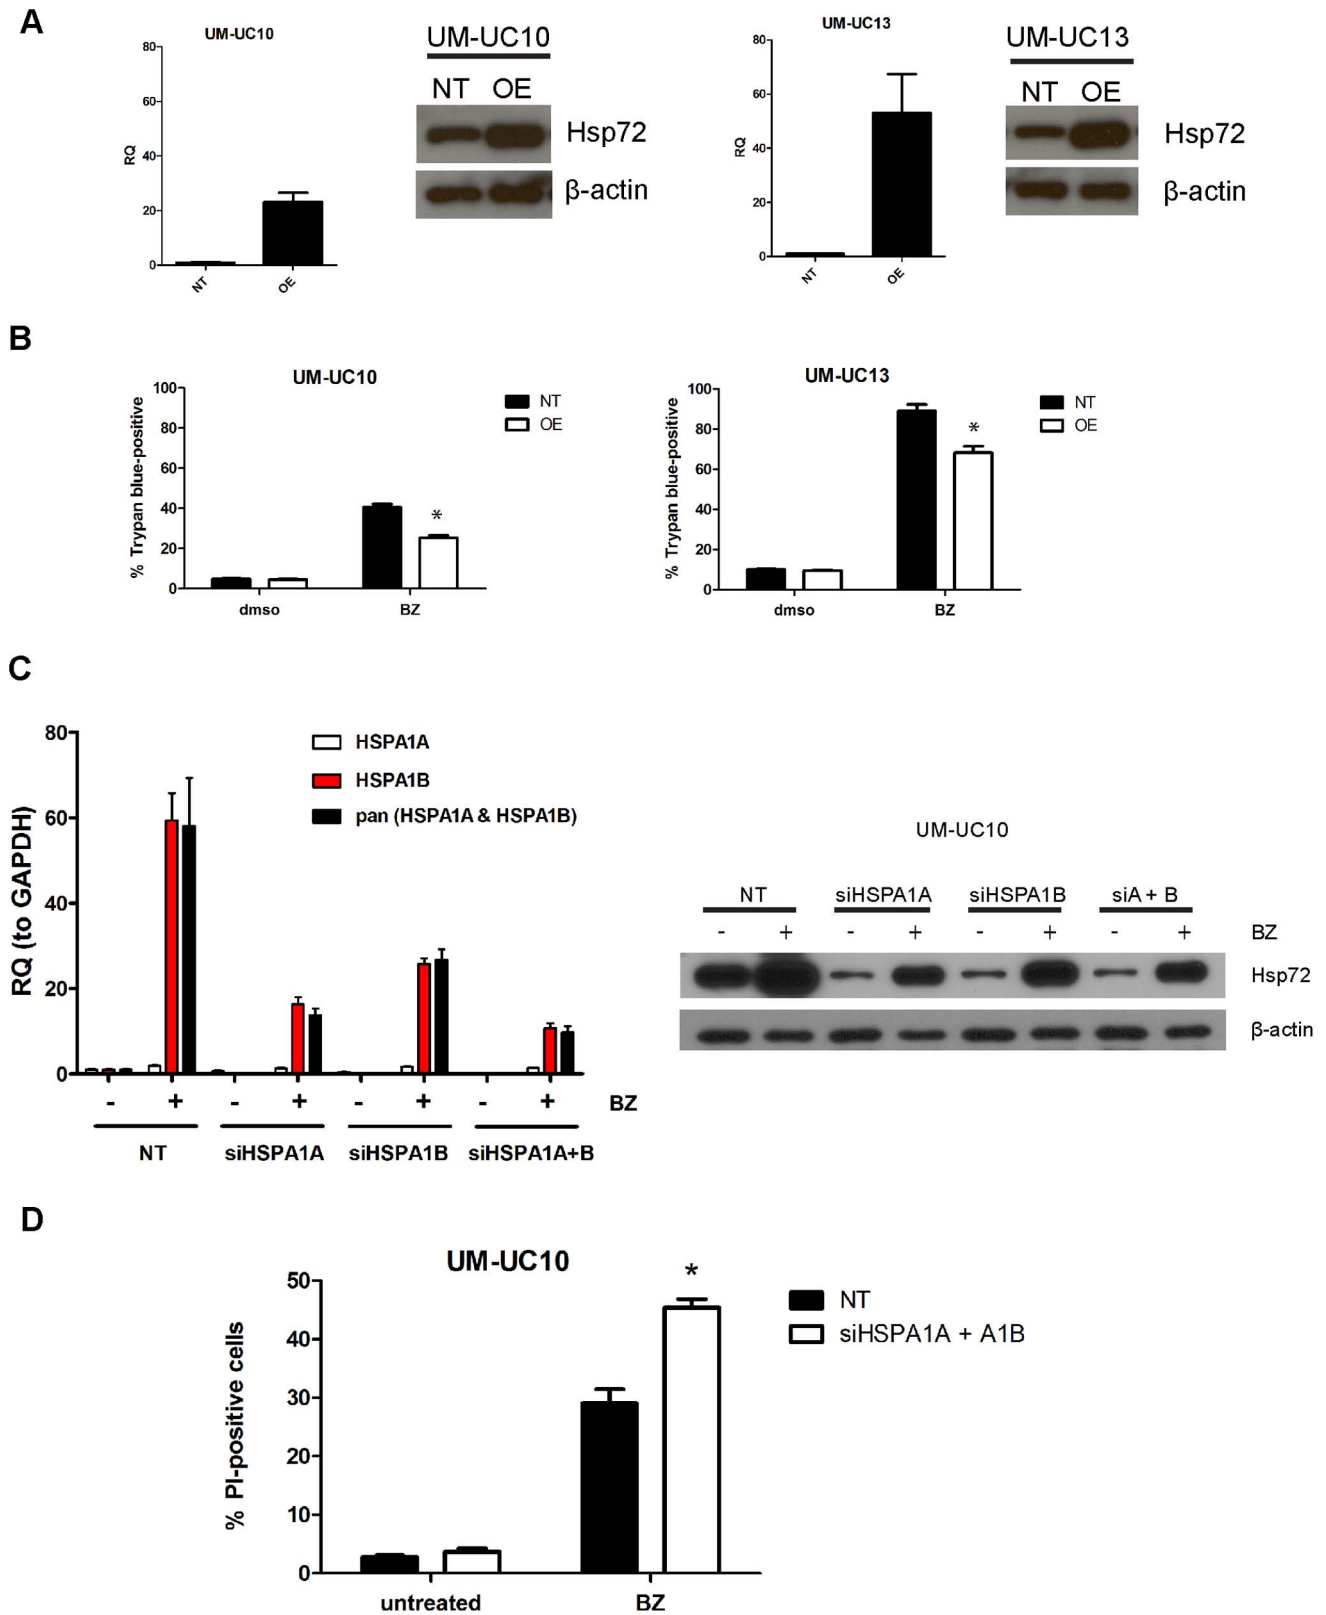 A
UM-UC10
80
60
40
20
0
RQ
NT
OE
UM-UC10
NT OE
Hsp72
β-actin
UM-UC13
80
60
40
20
0
RQ
NT
OE
UM-UC13
NT OE
Hsp72
β-actin
B
UM-UC10
100
80
60
40
20
0
% Trypan blue-positive
*
dmso
BZ
NT
OE
UM-UC13
100
80
60
40
20
0
% Trypan blue-positive
*
dmso
BZ
NT
OE
C
80
60
40
20
0
RQ (to GAPDH)
HSPA1A
HSPA1B
pan (HSPA1A & HSPA1B)
- + - + - + - + BZ
NT siHSPA1A siHSPA1B siHSPA1A+B
UM-UC10
NT siHSPA1A siHSPA1B siA + B
- + - + - + - + BZ
Hsp72
β-actin
D
UM-UC10
50
40
30
20
10
0
% PI-positive cells
*
untreated
BZ
NT
siHSPA1A + A1B